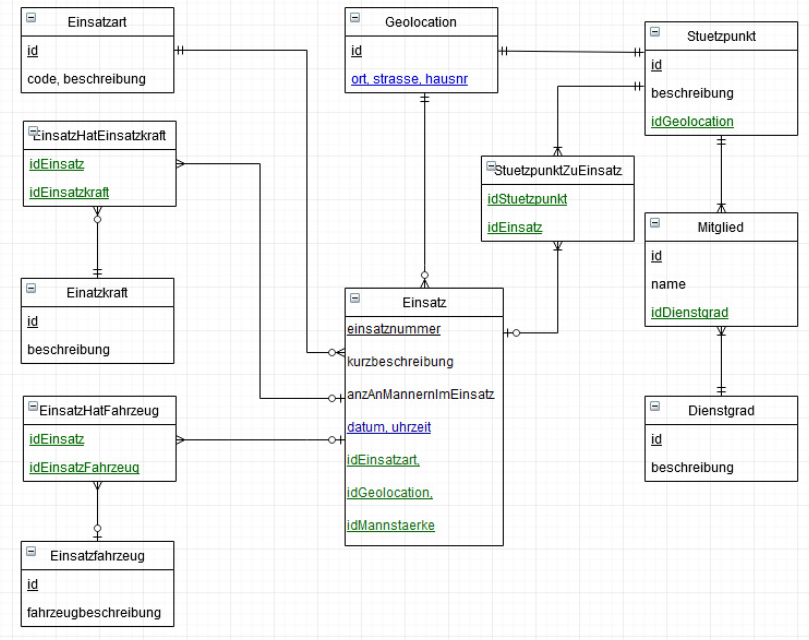 Einsatzart
id
code, beschreibung
Geolocation
id
ort, strasse, hausnr
Stuetzpunkt
id
beschreibung
idGeolocation
EinsatzHatEinsatzkraft
idEinsatz
idEinsatzkraft
StuetzpunktZuEinsatz
idStuetzpunkt
idEinsatz
Mitglied
id
name
idDienstgrad
Einatzkraft
id
beschreibung
Einsatz
einsatznummer
kurzbeschreibung
anzAnMannernImEinsatz
datum, uhrzeit
idEinsatzart,
idGeolocation,
idMannstaerke
EinsatzHatFahrzeug
idEinsatz
idEinsatzFahrzeug
Dienstgrad
id
beschreibung
Einsatzfahrzeug
id
fahrzeugbeschreibung